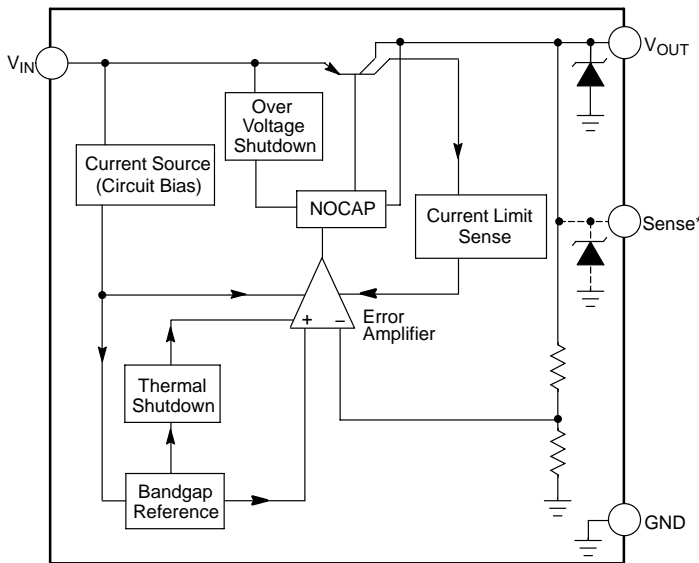 VIN
VOUT
Over
Voltage
Shutdown
Current Source
(Circuit Bias)
NOCAP
Current Limit
Sense
Sense*
Error
Amplifier
+ −
Thermal
Shutdown
Bandgap
Reference
GND